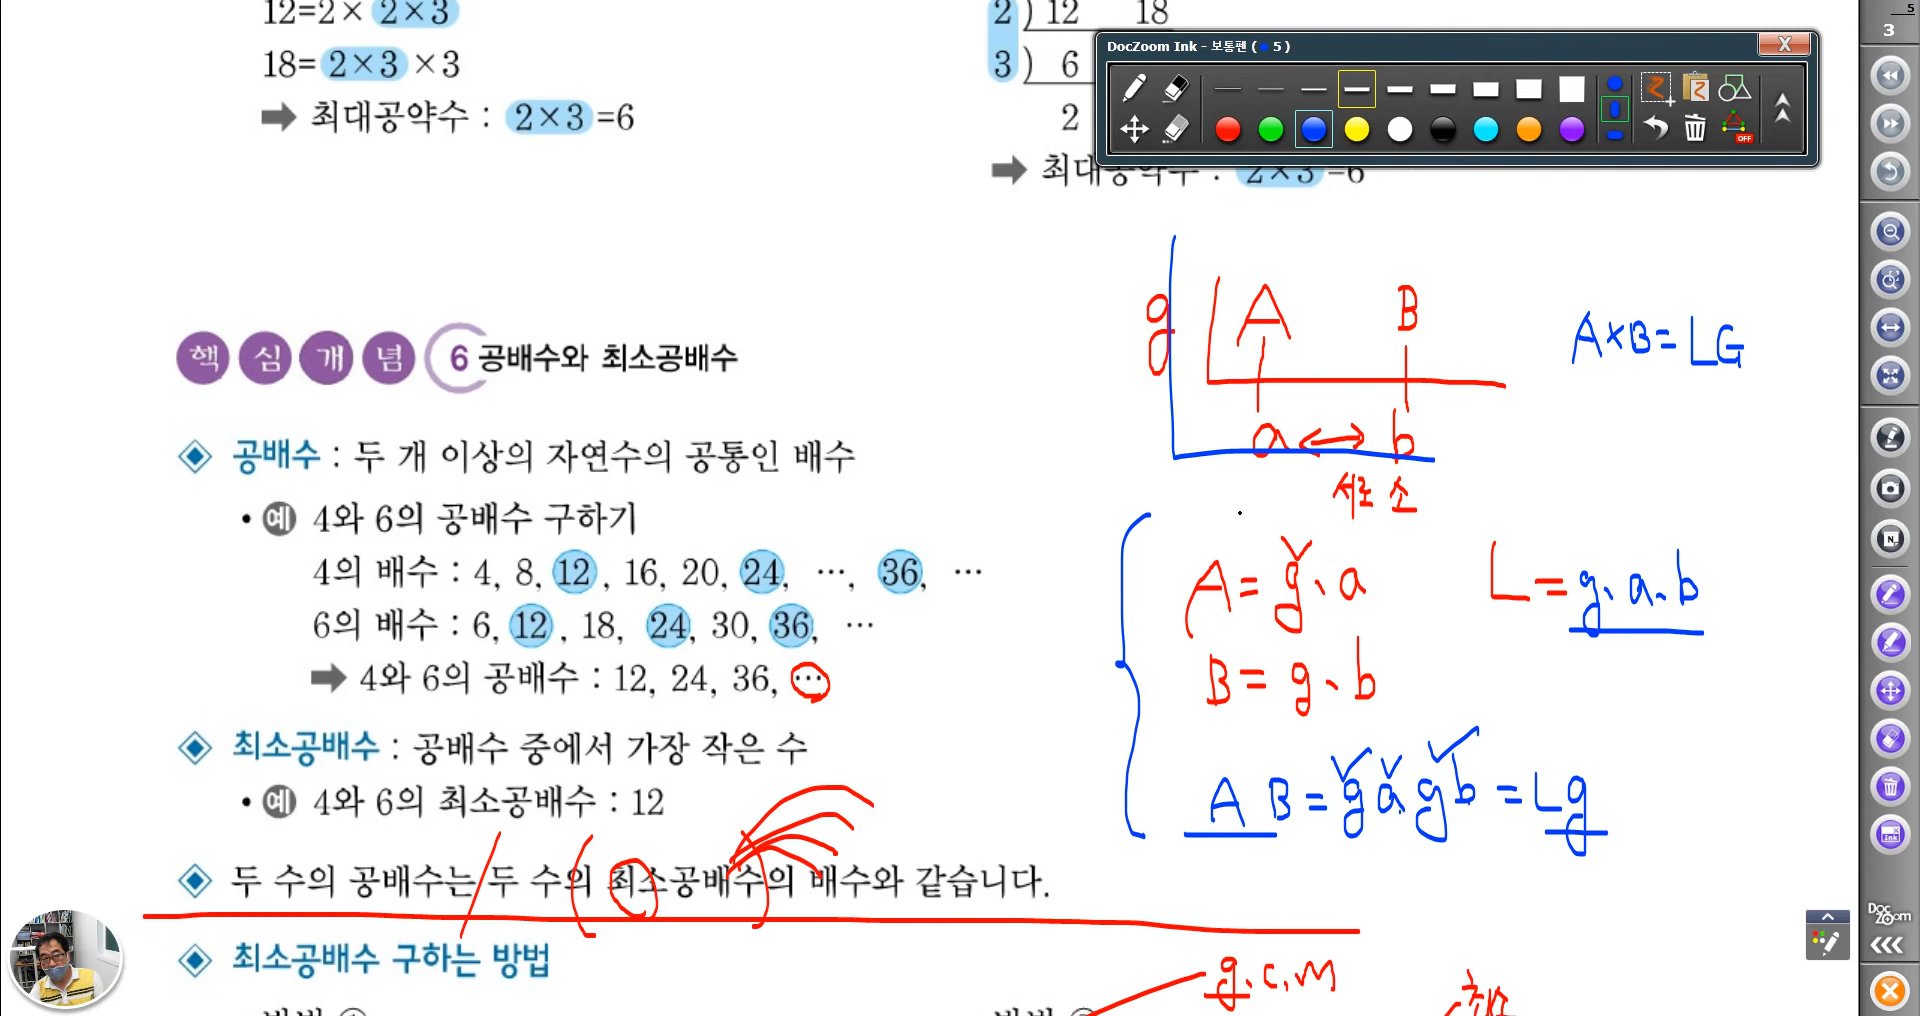 12=2×2×3
18=2×3×3
➡ 최대공약수 : 2×3=6
2) 12 18
3) 6
2
➡ 최대공약수 : 2×3=6
DocZoom Ink - 보통펜 ( 5 )
X
OFF
5
3
핵심개념 6 공배수와 최소공배수
◈ 공배수 : 두 개 이상의 자연수의 공통인 배수
• 예 4와 6의 공배수 구하기
4의 배수 : 4, 8, 12, 16, 20, 24, …, 36, …
6의 배수 : 6, 12, 18, 24, 30, 36, …
➡ 4와 6의 공배수 : 12, 24, 36, …
◈ 최소공배수 : 공배수 중에서 가장 작은 수
• 예 4와 6의 최소공배수 : 12
◈ 두 수의 공배수는 두 수의 최소공배수의 배수와 같습니다.
◈ 최소공배수 구하는 방법
g A B
a ↔ b
서로 소
A×B=LG
A = g·a
L = g·a·b
B = g·b
A B = g a g b = L g
g.c.m
N
Ink
Doc Zoom